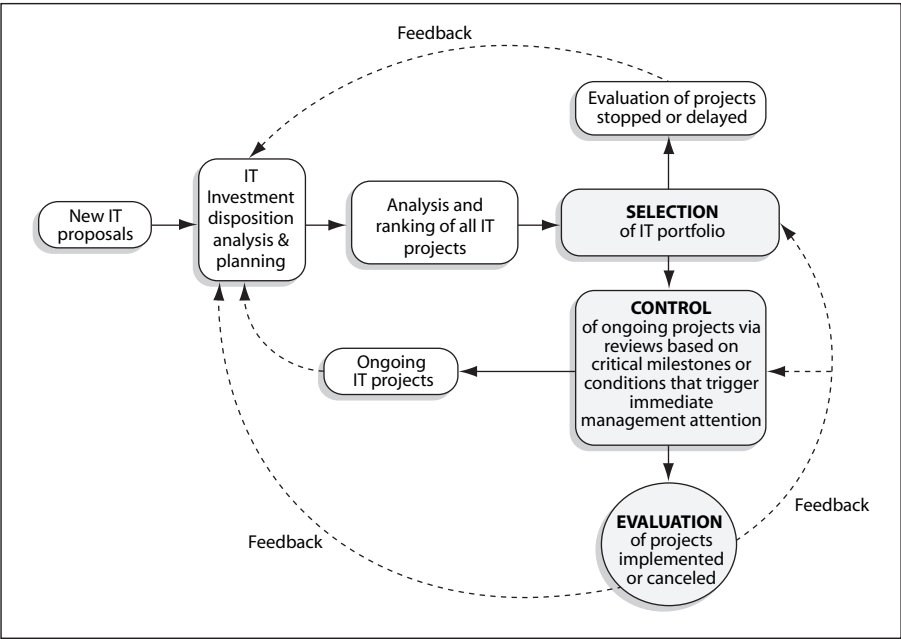 Feedback
Evaluation of projects
stopped or delayed
IT
Investment
disposition
analysis &
planning
New IT
proposals
Analysis and
ranking of all IT
projects
SELECTION
of IT portfolio
CONTROL
of ongoing projects via
reviews based on
critical milestones or
conditions that trigger
immediate
management attention
Ongoing
IT projects
EVALUATION
of projects
implemented
or canceled
Feedback
Feedback